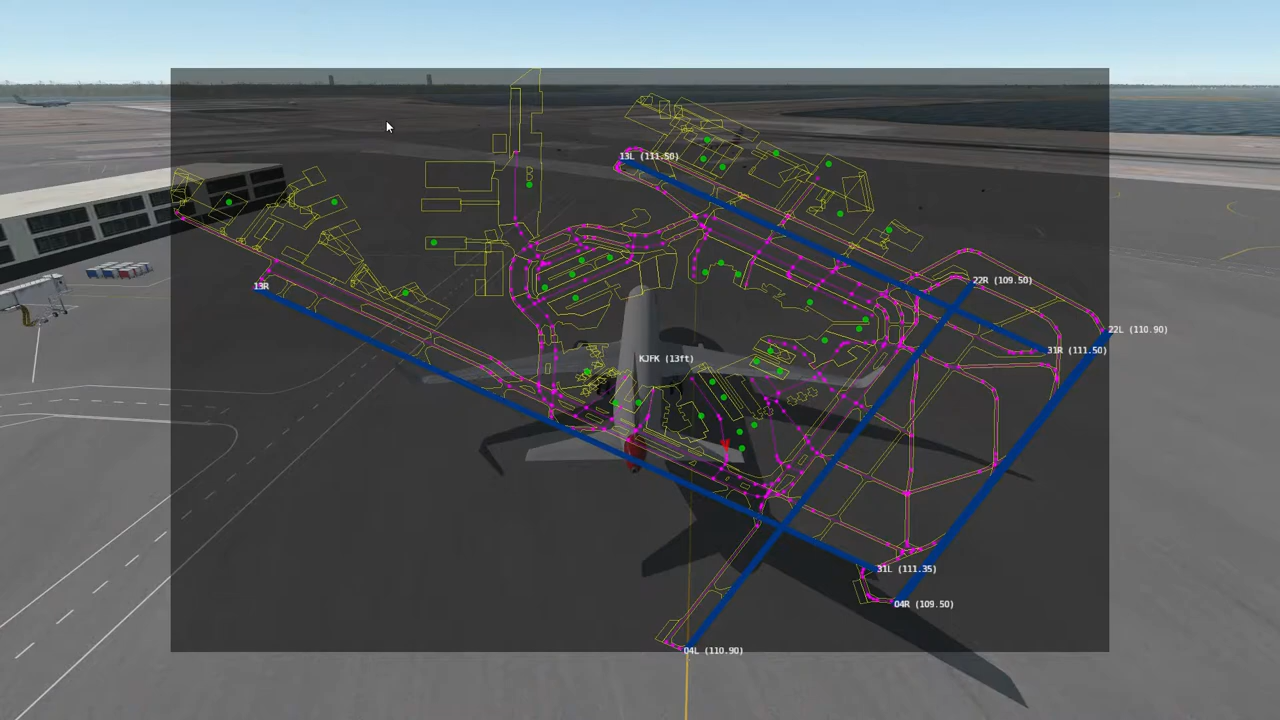 13L (111.50)
22R (109.50)
13R
22L (110.90)
31R (111.50)
KJFK (13ft)
31L (111.35)
04R (109.50)
04L (110.90)